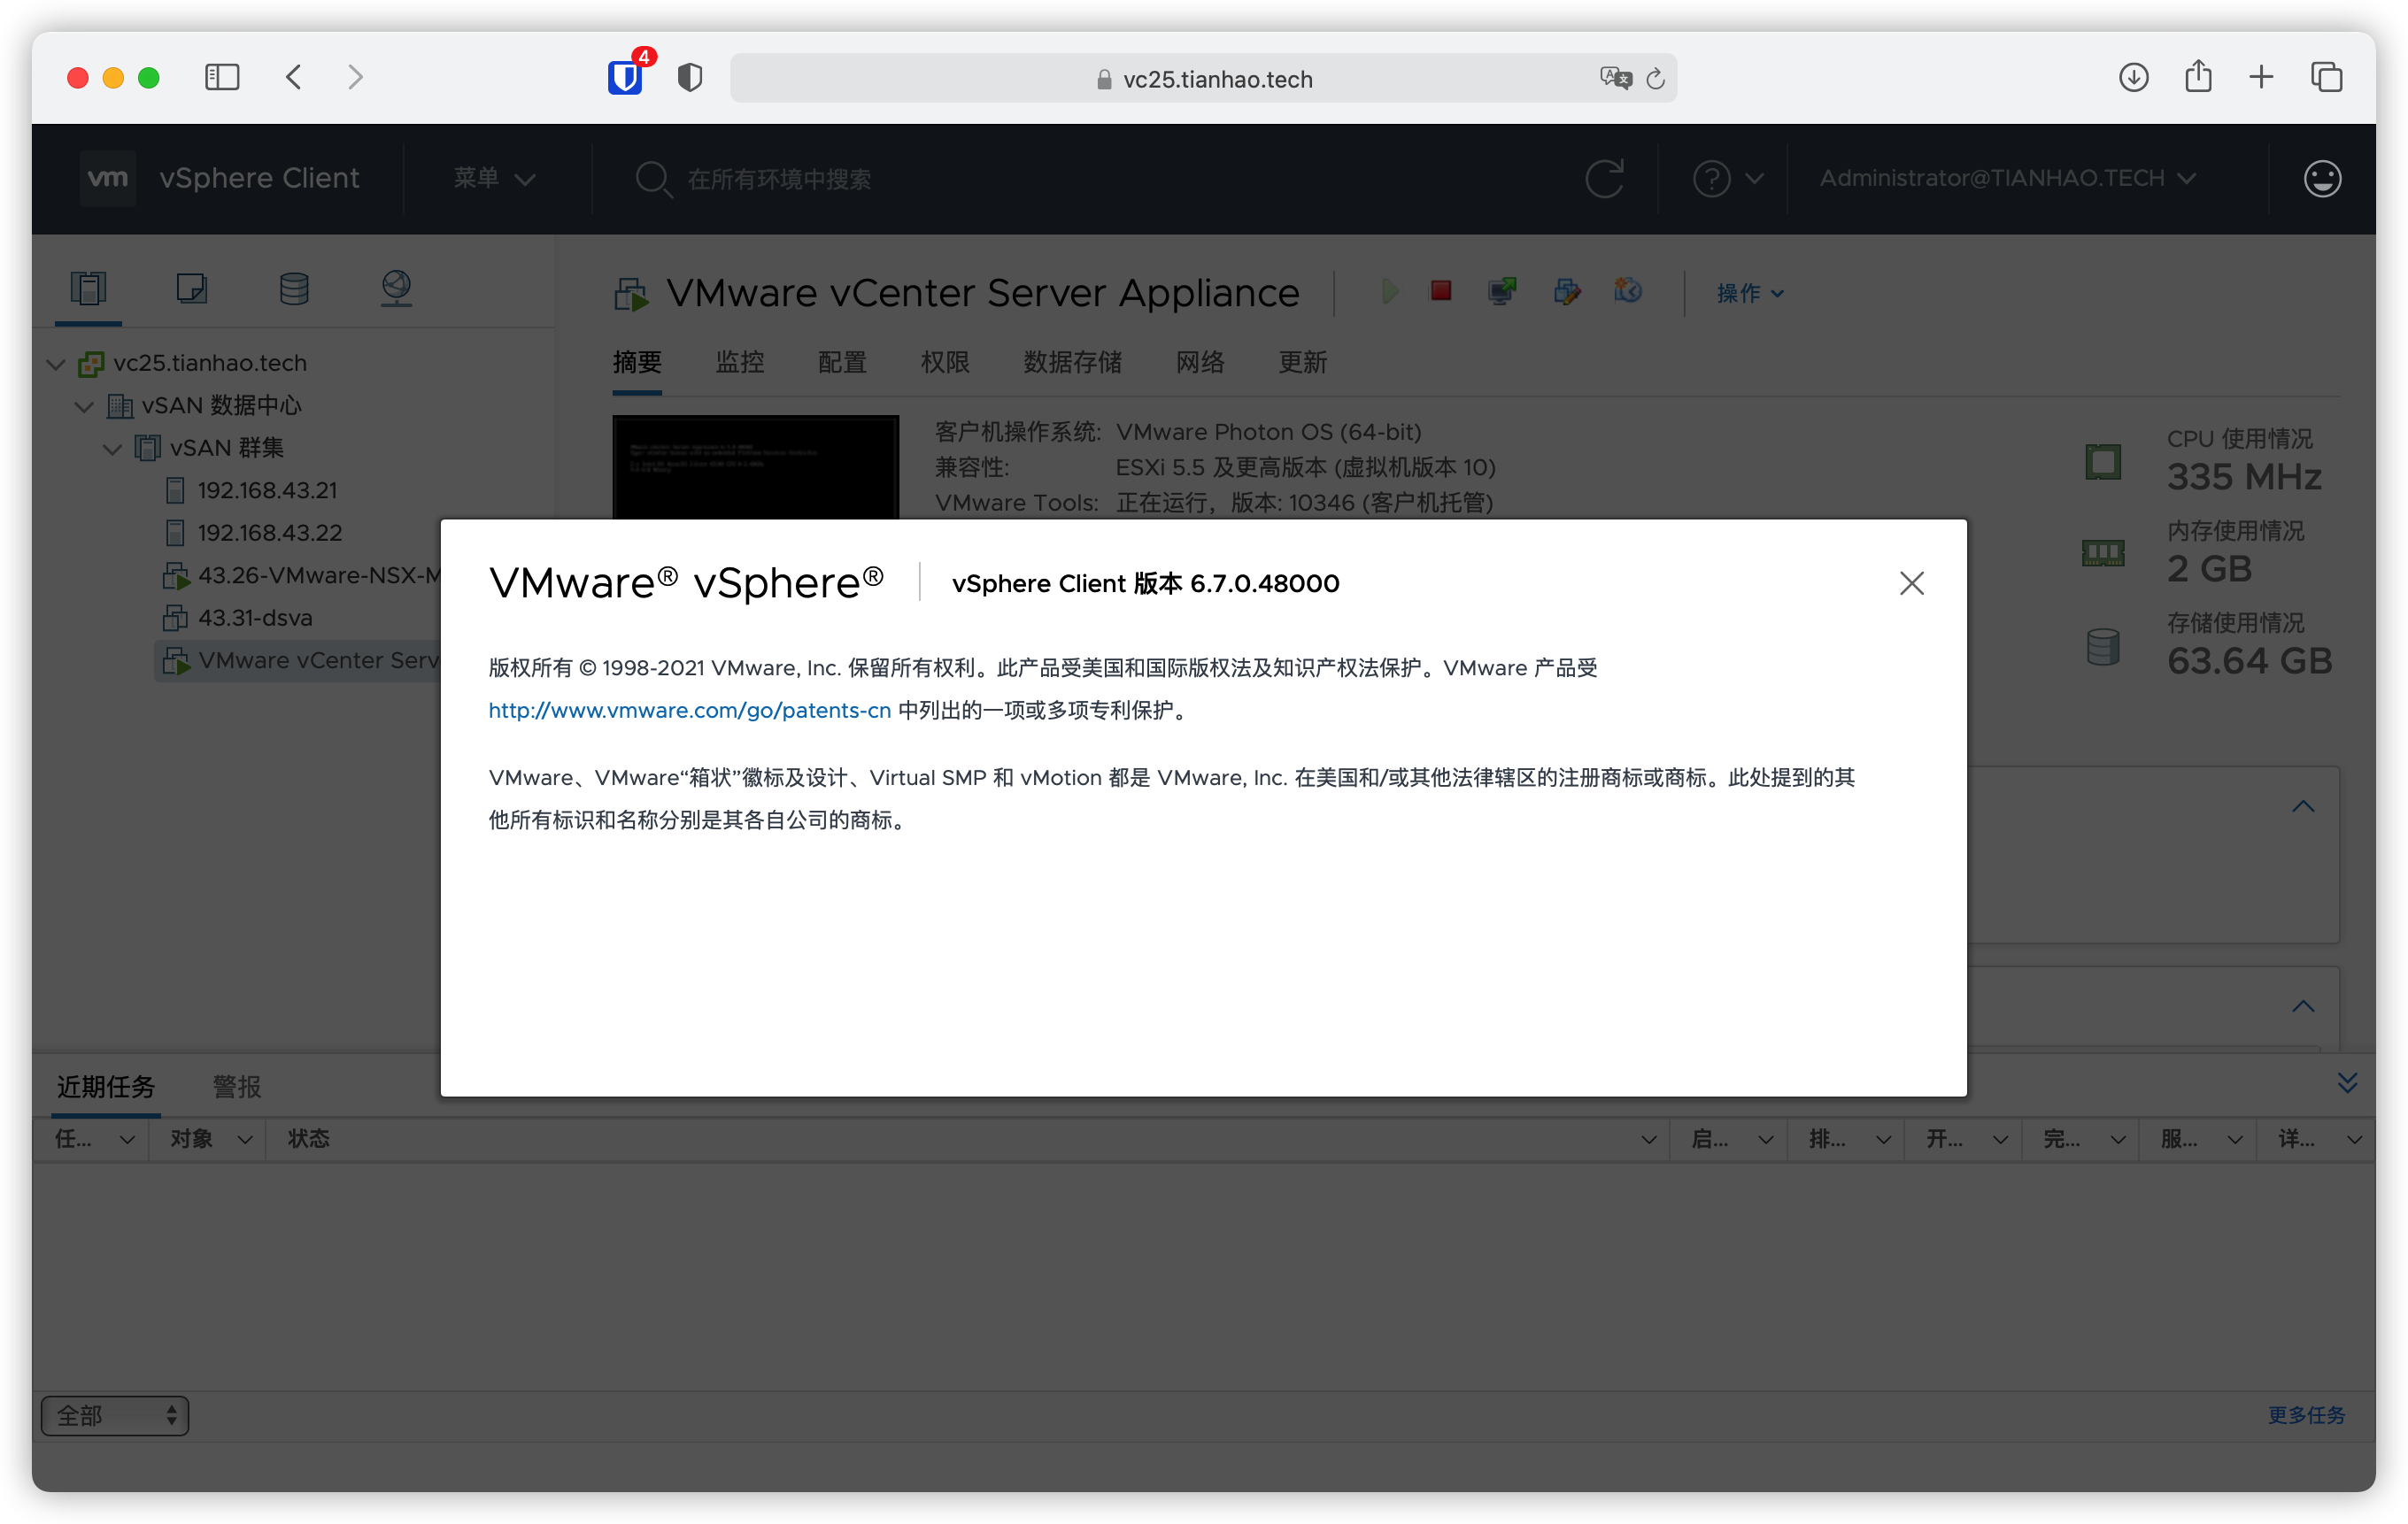 4
vc25.tianhao.tech
vm vSphere Client 菜单 在所有环境中搜索 Administrator@TIANHAO.TECH
VMware vCenter Server Appliance 操作
摘要 监控 配置 权限 数据存储 网络 更新
vc25.tianhao.tech
vSAN 数据中心
vSAN 群集
192.168.43.21
192.168.43.22
43.26-VMware-NSX-M
43.31-dsva
VMware vCenter Serv
客户机操作系统: VMware Photon OS (64-bit)
兼容性: ESXi 5.5 及更高版本 (虚拟机版本 10)
VMware Tools: 正在运行，版本: 10346 (客户机托管)
CPU 使用情况
335 MHz
内存使用情况
2 GB
存储使用情况
63.64 GB
VMware® vSphere® vSphere Client 版本 6.7.0.48000
版权所有 © 1998-2021 VMware, Inc. 保留所有权利。此产品受美国和国际版权法及知识产权法保护。VMware 产品受
http://www.vmware.com/go/patents-cn 中列出的一项或多项专利保护。
VMware、VMware“箱状”徽标及设计、Virtual SMP 和 vMotion 都是 VMware, Inc. 在美国和/或其他法律辖区的注册商标或商标。此处提到的其
他所有标识和名称分别是其各自公司的商标。
近期任务 警报
任... 对象 状态 启... 排... 开... 完... 服... 详...
全部 更多任务